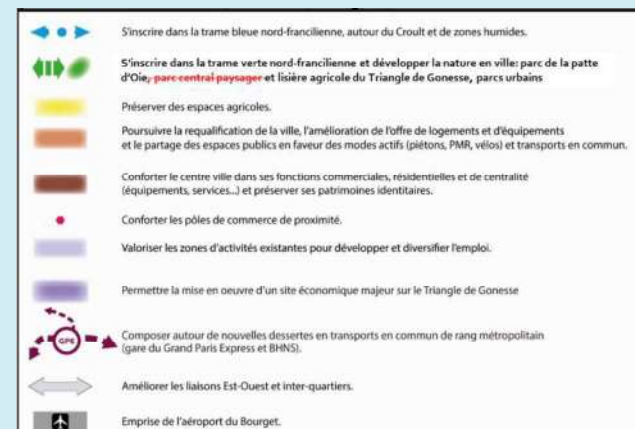 S'inscrire dans la trame bleue nord-francilienne, autour du Croult et de zones humides.
S'inscrire dans la trame verte nord-francilienne et développer la nature en ville: parc de la patte
d'Oie, parc central paysager et lisière agricole du Triangle de Gonesse, parcs urbains
Préserver des espaces agricoles.
Poursuivre la requalification de la ville, l'amélioration de l'offre de logements et d'équipements
et le partage des espaces publics en faveur des modes actifs (piétons, PMR, vélos) et transports en commun.
Conforter le centre ville dans ses fonctions commerciales, résidentielles et de centralité
(équipements, services...) et préserver ses patrimoines identitaires.
Conforter les pôles de commerce de proximité.
Valoriser les zones d'activités existantes pour développer et diversifier l'emploi.
Permettre la mise en oeuvre d'un site économique majeur sur le Triangle de Gonesse
GPE
Composer autour de nouvelles dessertes en transports en commun de rang métropolitain
(gare du Grand Paris Express et BHNS).
Améliorer les liaisons Est-Ouest et inter-quartiers.
Emprise de l'aéroport du Bourget.